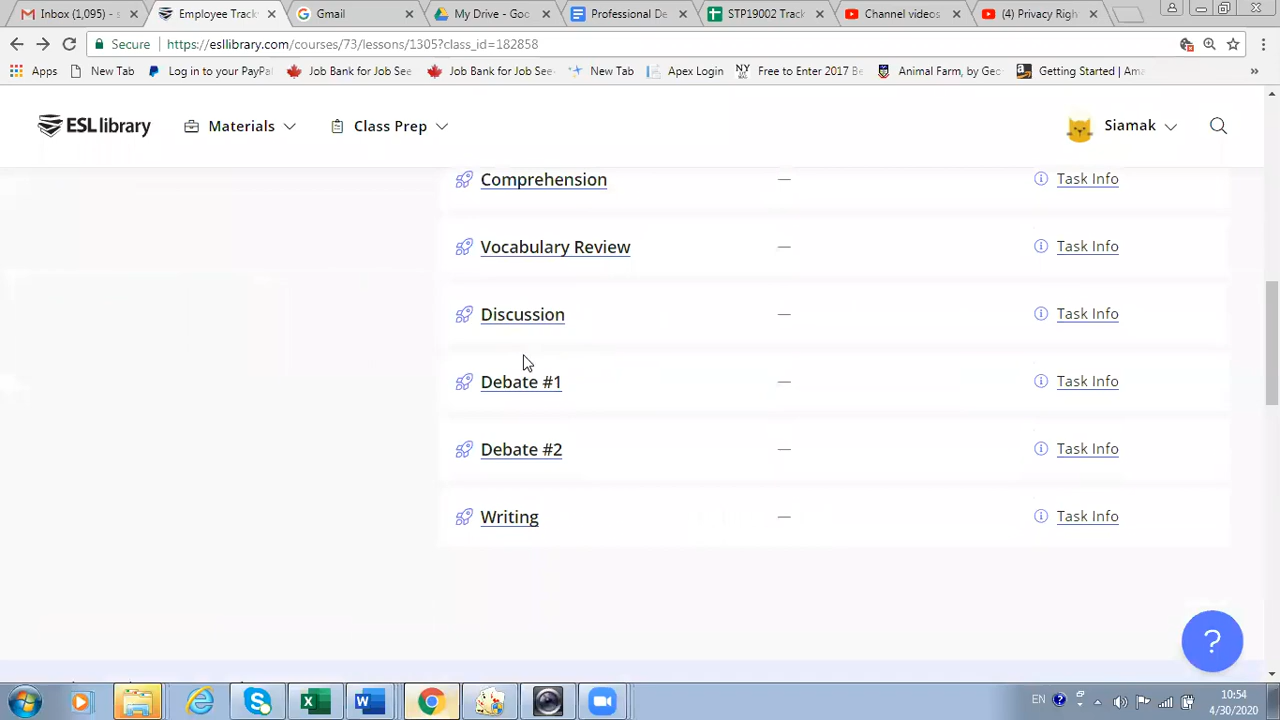 Inbox (1,095) - s
Employee Track
Gmail
My Drive - Goo
Professional De
STP19002 Track
Channel videos
(4) Privacy Righ
Secure https://esllibrary.com/courses/73/lessons/1305?class_id=182858
Apps New Tab Log in to your PayPal Job Bank for Job See Job Bank for Job See New Tab Apex Login NY Free to Enter 2017 Be Animal Farm, by Geo Getting Started | Ama »
ESL library Materials Class Prep Siamak
Comprehension — Task Info
Vocabulary Review — Task Info
Discussion — Task Info
Debate #1 — Task Info
Debate #2 — Task Info
Writing — Task Info
?
EN 10:54
4/30/2020